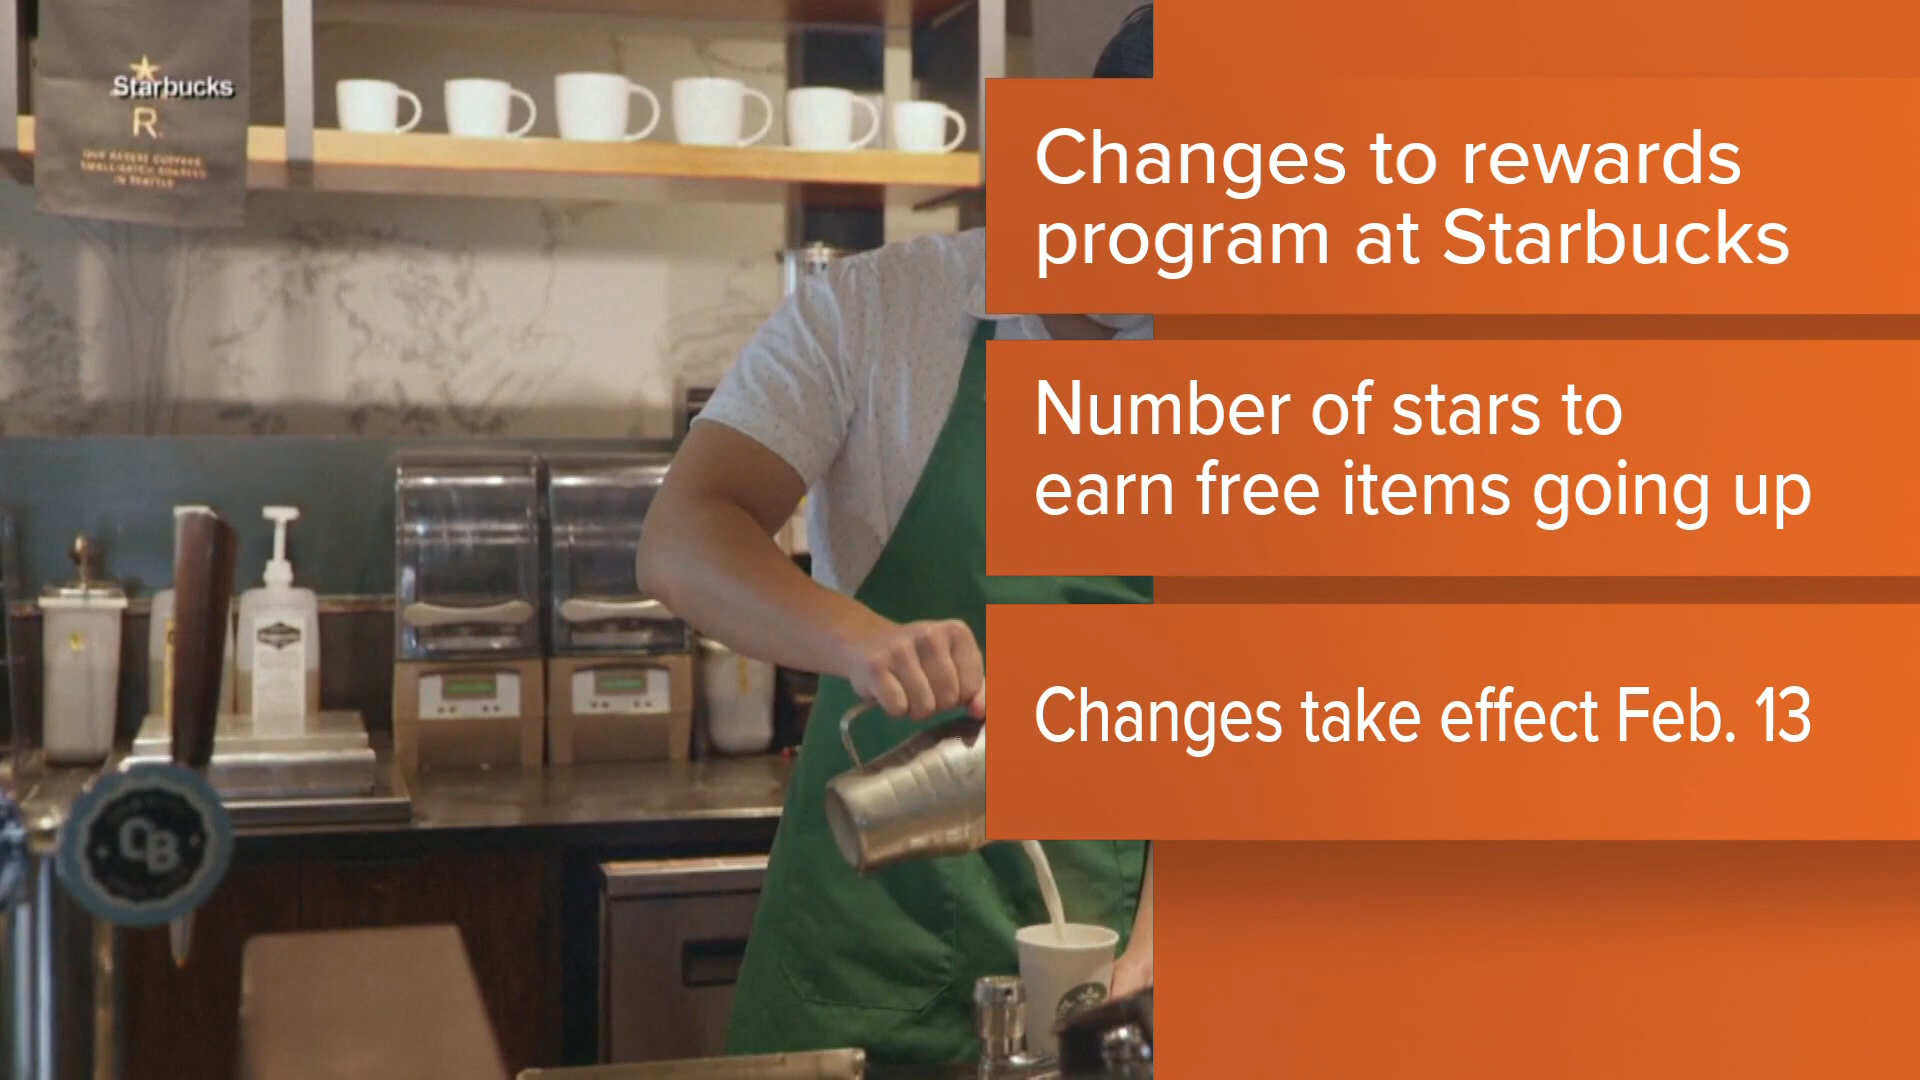 Starbucks
R
Changes to rewards
program at Starbucks
Number of stars to
earn free items going up
Changes take effect Feb. 13
CB